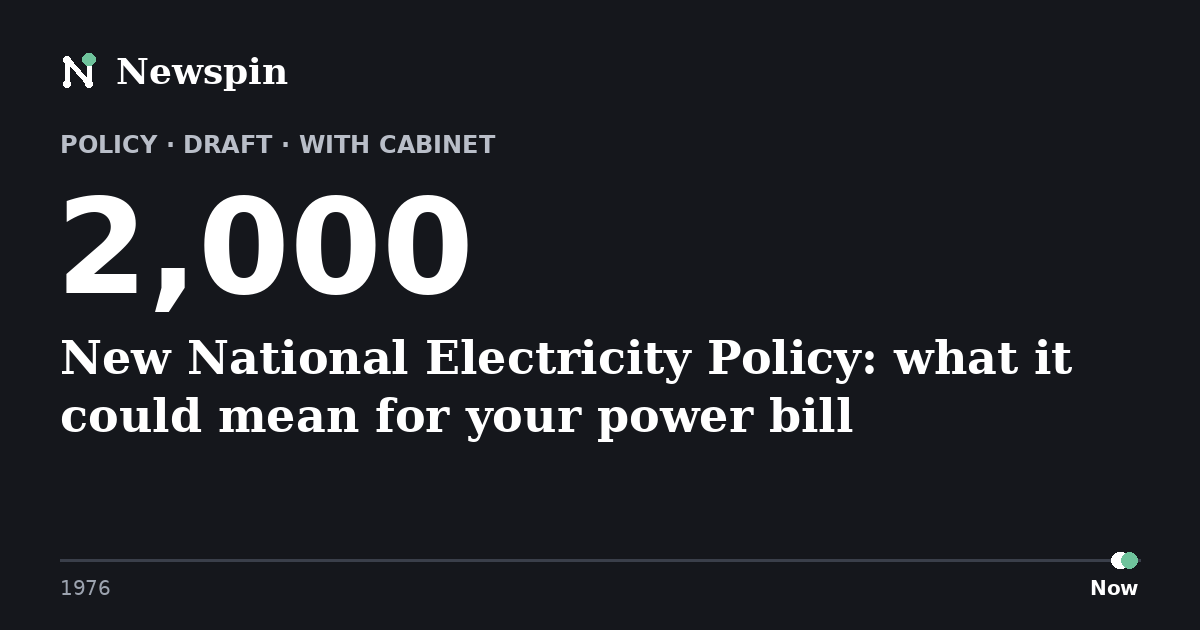 Newspin
POLICY · DRAFT · WITH CABINET
2,000
New National Electricity Policy: what it
could mean for your power bill
1976
Now